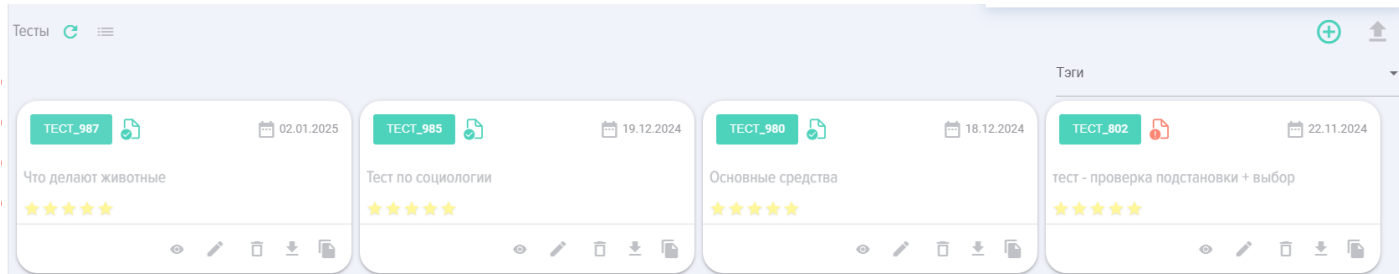 Тесты
Тэги
ТЕСТ_987 02.01.2025
Что делают животные
ТЕСТ_985 19.12.2024
Тест по социологии
ТЕСТ_980 18.12.2024
Основные средства
ТЕСТ_802 22.11.2024
тест - проверка подстановки + выбор